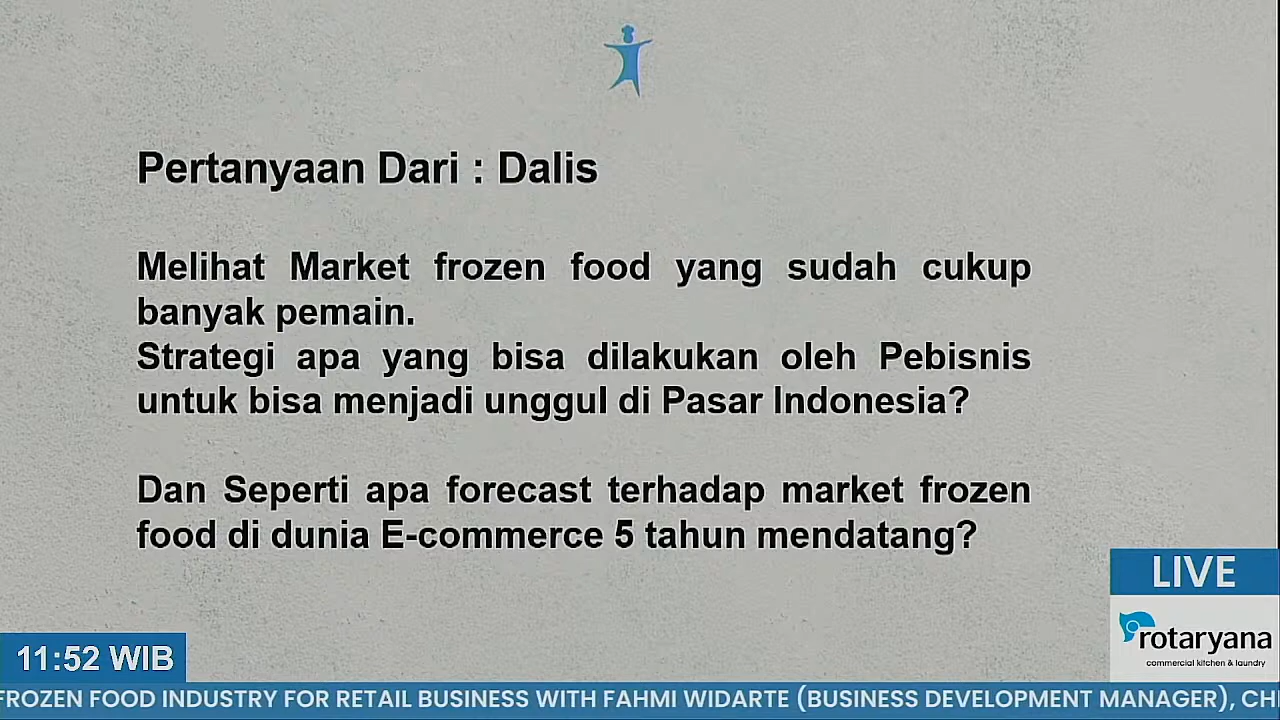 Pertanyaan Dari : Dalis
Melihat Market frozen food yang sudah cukup
banyak pemain.
Strategi apa yang bisa dilakukan oleh Pebisnis
untuk bisa menjadi unggul di Pasar Indonesia?
Dan Seperti apa forecast terhadap market frozen
food di dunia E-commerce 5 tahun mendatang?
LIVE
rotaryana
commercial kitchen & laundry
11:52 WIB
FROZEN FOOD INDUSTRY FOR RETAIL BUSINESS WITH FAHMI WIDARTE (BUSINESS DEVELOPMENT MANAGER), CH